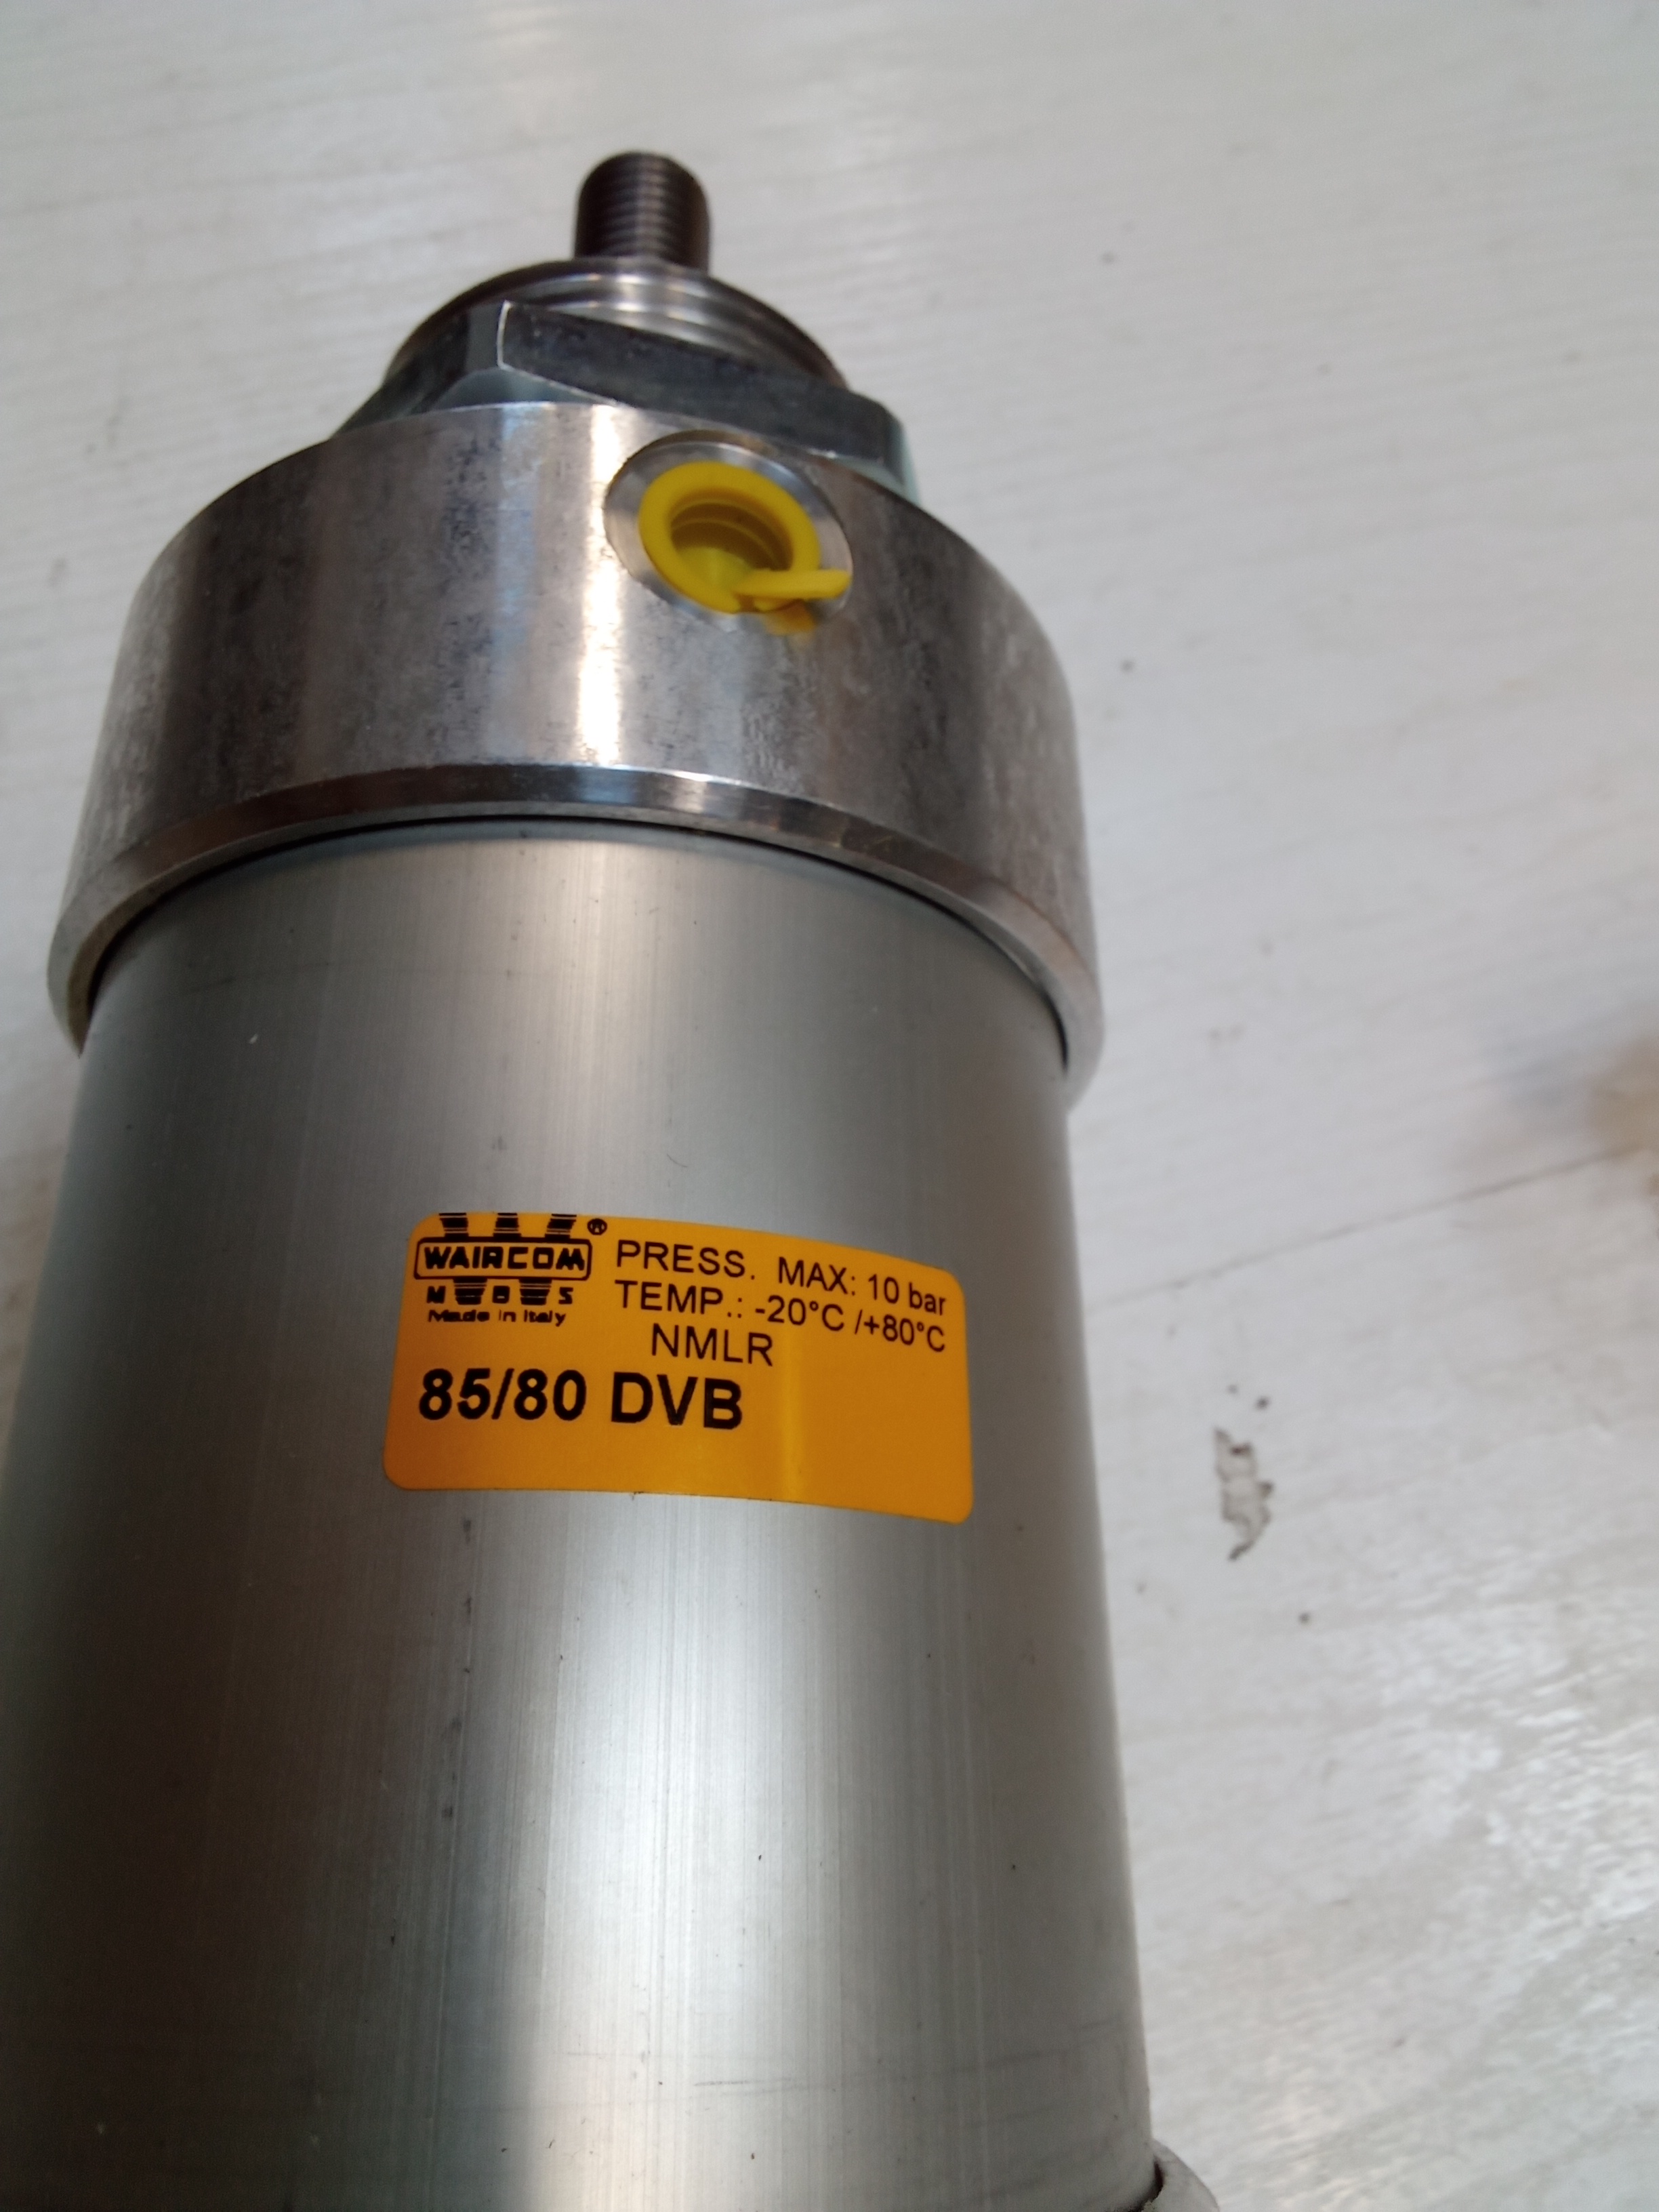 WAIRCOM ®
M B S
Made in Italy
PRESS. MAX: 10 bar
TEMP.: -20°C /+80°C
NMLR
85/80 DVB